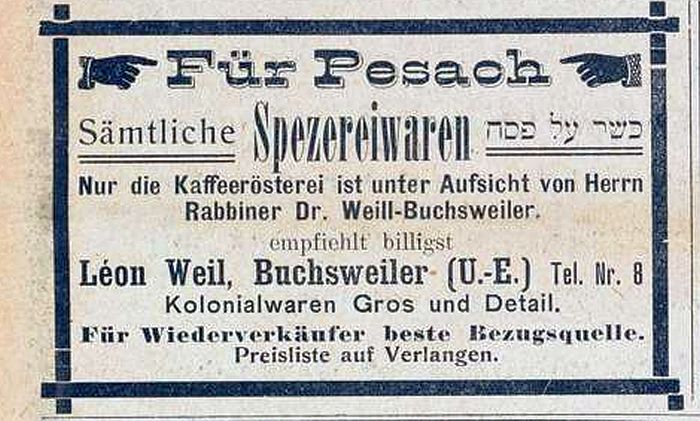 Für Pesach
Sämtliche Spezereiwaren כשר על פסח
Nur die Kaffeerösterei ist unter Aufsicht von Herrn
Rabbiner Dr. Weill-Buchsweiler.
empfiehlt billigst
Léon Weil, Buchsweiler (U.-E.) Tel. Nr. 8
Kolonialwaren Gros und Detail.
Für Wiederverkäufer beste Bezugsquelle.
Preisliste auf Verlangen.